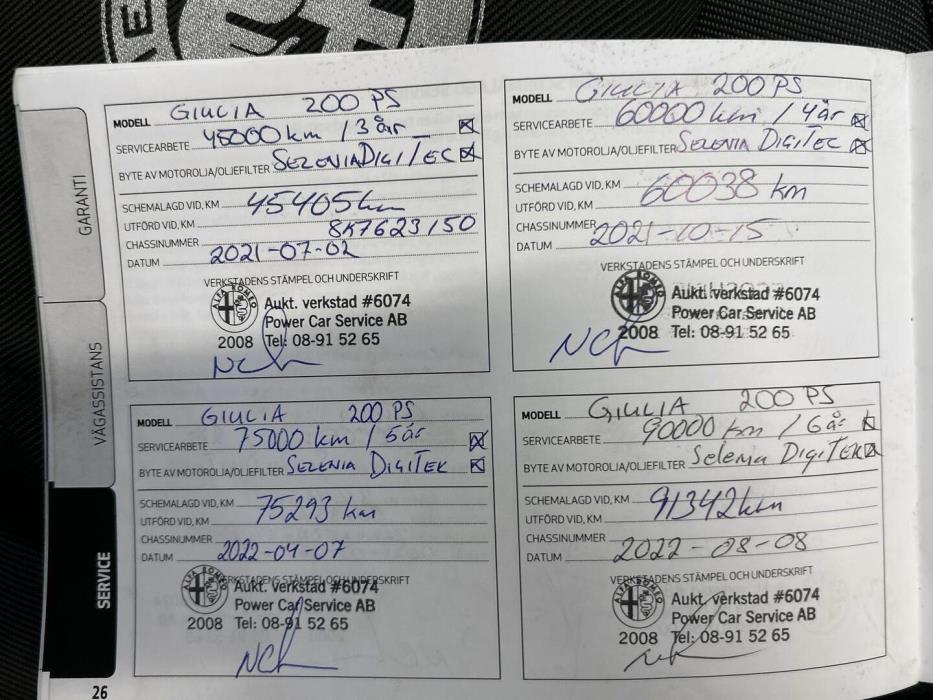 GARANTI
VÄGASSISTANS
SERVICE
MODELL GIULIA 200 PS
SERVICEARBETE 45000 km / 3 år
BYTE AV MOTOROLJA/OLJEFILTER SELENIA DIGITEC
SCHEMALAGD VID, KM 45405 km
UTFÖRD VID, KM
CHASSINUMMER 8K7623150
DATUM 2021-07-02
VERKSTADENS STÄMPEL OCH UNDERSKRIFT
ALFA ROMEO
Aukt. verkstad #6074
Power Car Service AB
2008 Tel: 08-91 52 65
MODELL GIULIA 200 PS
SERVICEARBETE 60000 km / 4 år
BYTE AV MOTOROLJA/OLJEFILTER SELENIA DIGITEC
SCHEMALAGD VID, KM 60038 km
UTFÖRD VID, KM
CHASSINUMMER
DATUM 2021-10-15
VERKSTADENS STÄMPEL OCH UNDERSKRIFT
ALFA ROMEO
Aukt. verkstad #6074
Power Car Service AB
2008 Tel: 08-91 52 65
MODELL GIULIA 200 PS
SERVICEARBETE 75000 km / 5 år
BYTE AV MOTOROLJA/OLJEFILTER SELENIA DIGITEK
SCHEMALAGD VID, KM 75293 km
UTFÖRD VID, KM
CHASSINUMMER
DATUM 2022-04-07
VERKSTADENS STÄMPEL OCH UNDERSKRIFT
ALFA ROMEO
Aukt. verkstad #6074
Power Car Service AB
2008 Tel: 08-91 52 65
MODELL GIULIA 200 PS
SERVICEARBETE 90000 km / 6 år
BYTE AV MOTOROLJA/OLJEFILTER Selenia DIGITEK
SCHEMALAGD VID, KM 91342 km
UTFÖRD VID, KM
CHASSINUMMER
DATUM 2022-08-08
VERKSTADENS STÄMPEL OCH UNDERSKRIFT
ALFA ROMEO
Aukt. verkstad #6074
Power Car Service AB
2008 Tel: 08-91 52 65
26